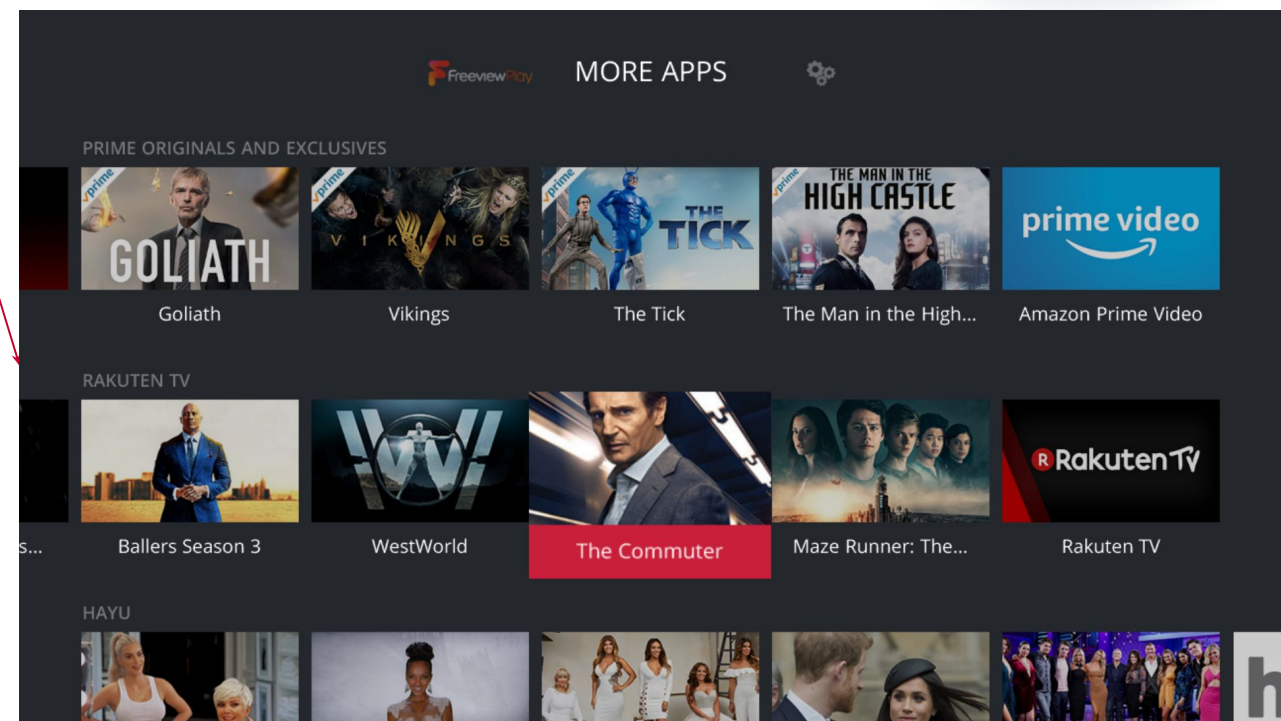 FreeviewPlay
MORE APPS
PRIME ORIGINALS AND EXCLUSIVES
prime
GOLIATH
prime
VIKINGS
prime
THE
TICK
prime
THE MAN IN THE
HIGH CASTLE
prime video
Goliath
Vikings
The Tick
The Man in the High...
Amazon Prime Video
RAKUTEN TV
W
R Rakuten TV
s...
Ballers Season 3
WestWorld
The Commuter
Maze Runner: The...
Rakuten TV
HAYU
h